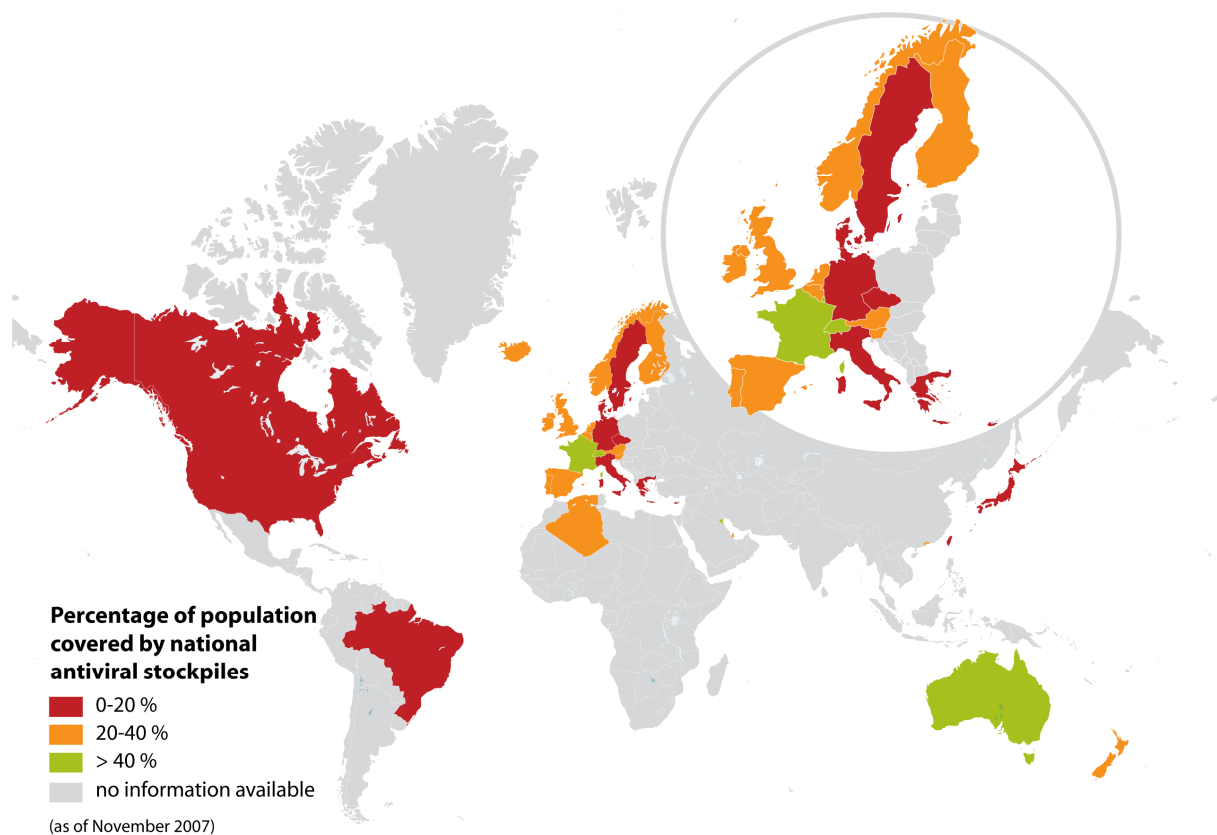 Percentage of population
covered by national
antiviral stockpiles
0-20 %
20-40 %
> 40 %
no information available
(as of November 2007)